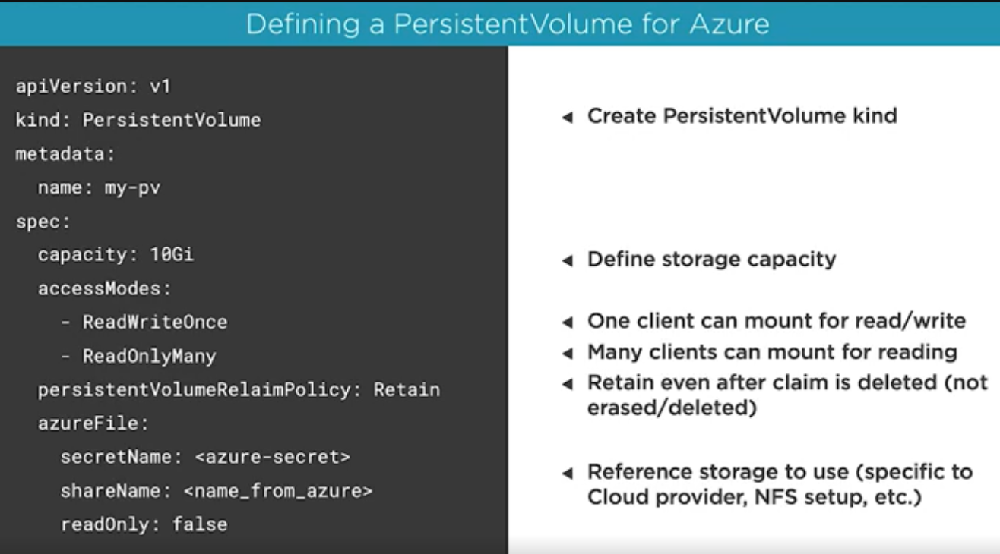 Defining a PersistentVolume for Azure
apiVersion: v1
kind: PersistentVolume
metadata:
name: my-pv
spec:
capacity: 10Gi
accessModes:
- ReadWriteOnce
- ReadOnlyMany
persistentVolumeRelaimPolicy: Retain
azureFile:
secretName: <azure-secret>
shareName: <name_from_azure>
readOnly: false
Create PersistentVolume kind
Define storage capacity
One client can mount for read/write
Many clients can mount for reading
Retain even after claim is deleted (not
erased/deleted)
Reference storage to use (specific to
Cloud provider, NFS setup, etc.)